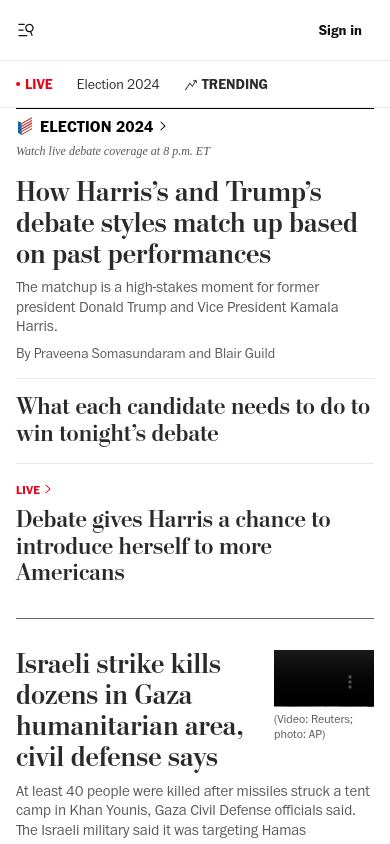 Sign in
LIVE
Election 2024
TRENDING
ELECTION 2024
Watch live debate coverage at 8 p.m. ET
How Harris’s and Trump’s
debate styles match up based
on past performances
The matchup is a high-stakes moment for former
president Donald Trump and Vice President Kamala
Harris.
By Praveena Somasundaram and Blair Guild
What each candidate needs to do to
win tonight’s debate
LIVE
Debate gives Harris a chance to
introduce herself to more
Americans
Israeli strike kills
dozens in Gaza
humanitarian area,
civil defense says
(Video: Reuters;
photo: AP)
At least 40 people were killed after missiles struck a tent
camp in Khan Younis, Gaza Civil Defense officials said.
The Israeli military said it was targeting Hamas